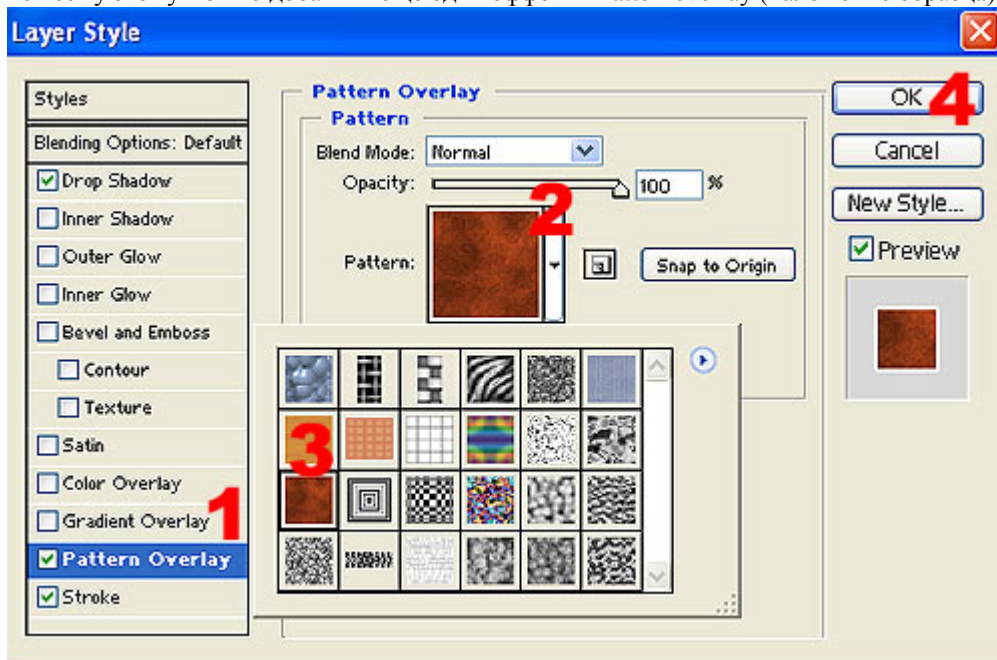 Layer Style
Styles
Blending Options: Default
Drop Shadow
Inner Shadow
Outer Glow
Inner Glow
Bevel and Emboss
Contour
Texture
Satin
Color Overlay
Gradient Overlay
1
Pattern Overlay
Stroke
Pattern Overlay
Pattern
Blend Mode: Normal
Opacity: 100 %
2
Pattern:
Snap to Origin
3
OK
4
Cancel
New Style...
Preview